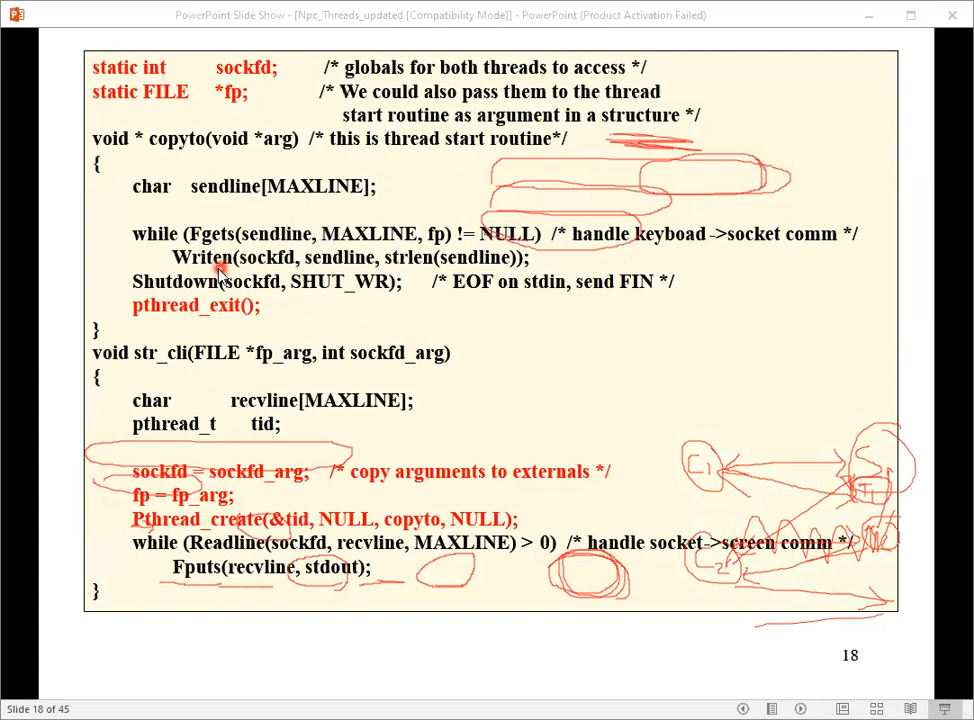 PowerPoint Slide Show - [Npc_Threads_updated [Compatibility Mode]] - PowerPoint (Product Activation Failed)
static int sockfd; /* globals for both threads to access */
static FILE *fp; /* We could also pass them to the thread
start routine as argument in a structure */
void * copyto(void *arg) /* this is thread start routine*/
{
char sendline[MAXLINE];
while (Fgets(sendline, MAXLINE, fp) != NULL) /* handle keyboad ->socket comm */
Writen(sockfd, sendline, strlen(sendline));
Shutdown(sockfd, SHUT_WR); /* EOF on stdin, send FIN */
pthread_exit();
}
void str_cli(FILE *fp_arg, int sockfd_arg)
{
char recvline[MAXLINE];
pthread_t tid;
sockfd = sockfd_arg; /* copy arguments to externals */
fp = fp_arg;
Pthread_create(&tid, NULL, copyto, NULL);
while (Readline(sockfd, recvline, MAXLINE) > 0) /* handle socket->screen comm */
Fputs(recvline, stdout);
}
C1
S
T1
C2
18
Slide 18 of 45